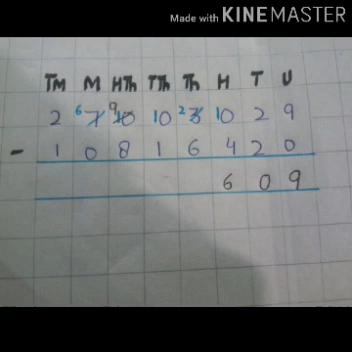 Made with KINEMASTER
TM M HTh TTh Th H T U
2 6 7 9 10 10 2 3 10 2 9
- 1 0 8 1 6 4 2 0
6 0 9